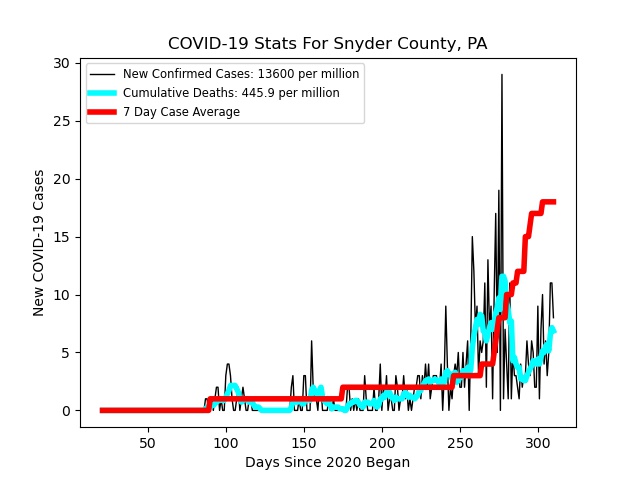 COVID-19 Stats For Snyder County, PA
New Confirmed Cases: 13600 per million
Cumulative Deaths: 445.9 per million
7 Day Case Average
New COVID-19 Cases
30
25
20
15
10
5
0
50 100 150 200 250 300
Days Since 2020 Began